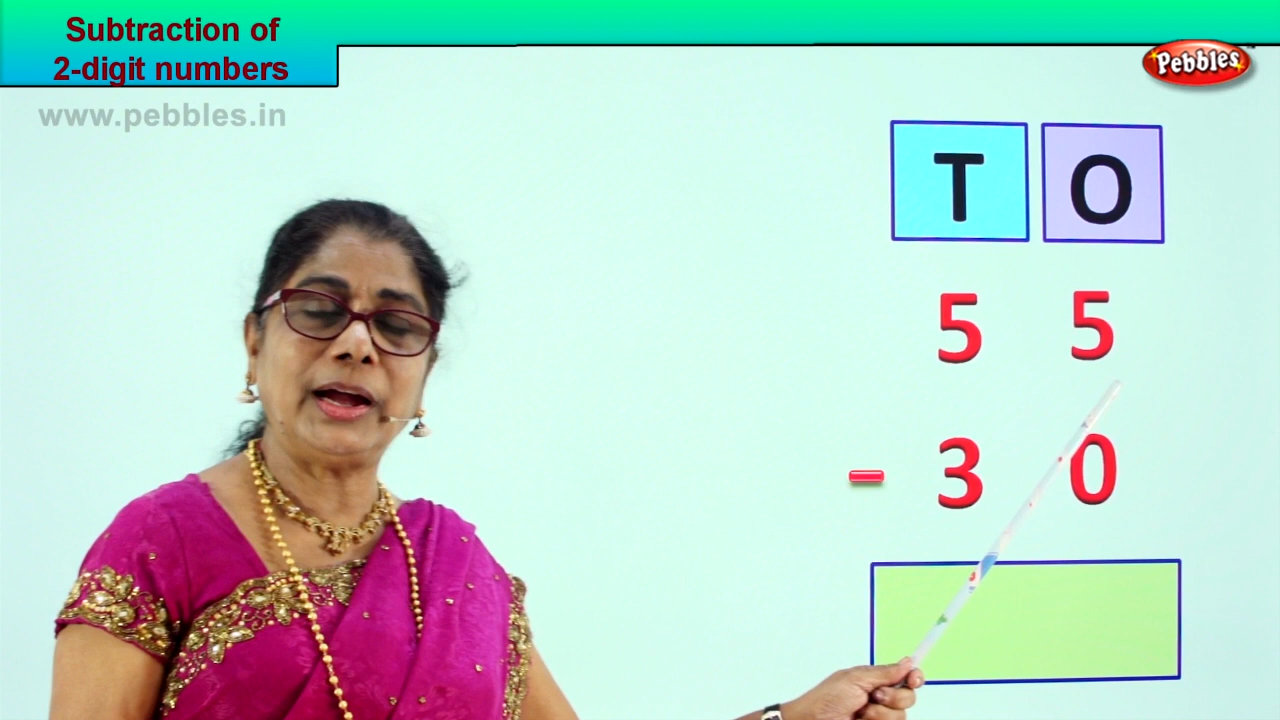 Subtraction of
2-digit numbers
Pebbles
www.pebbles.in
T O
5 5
- 3 0